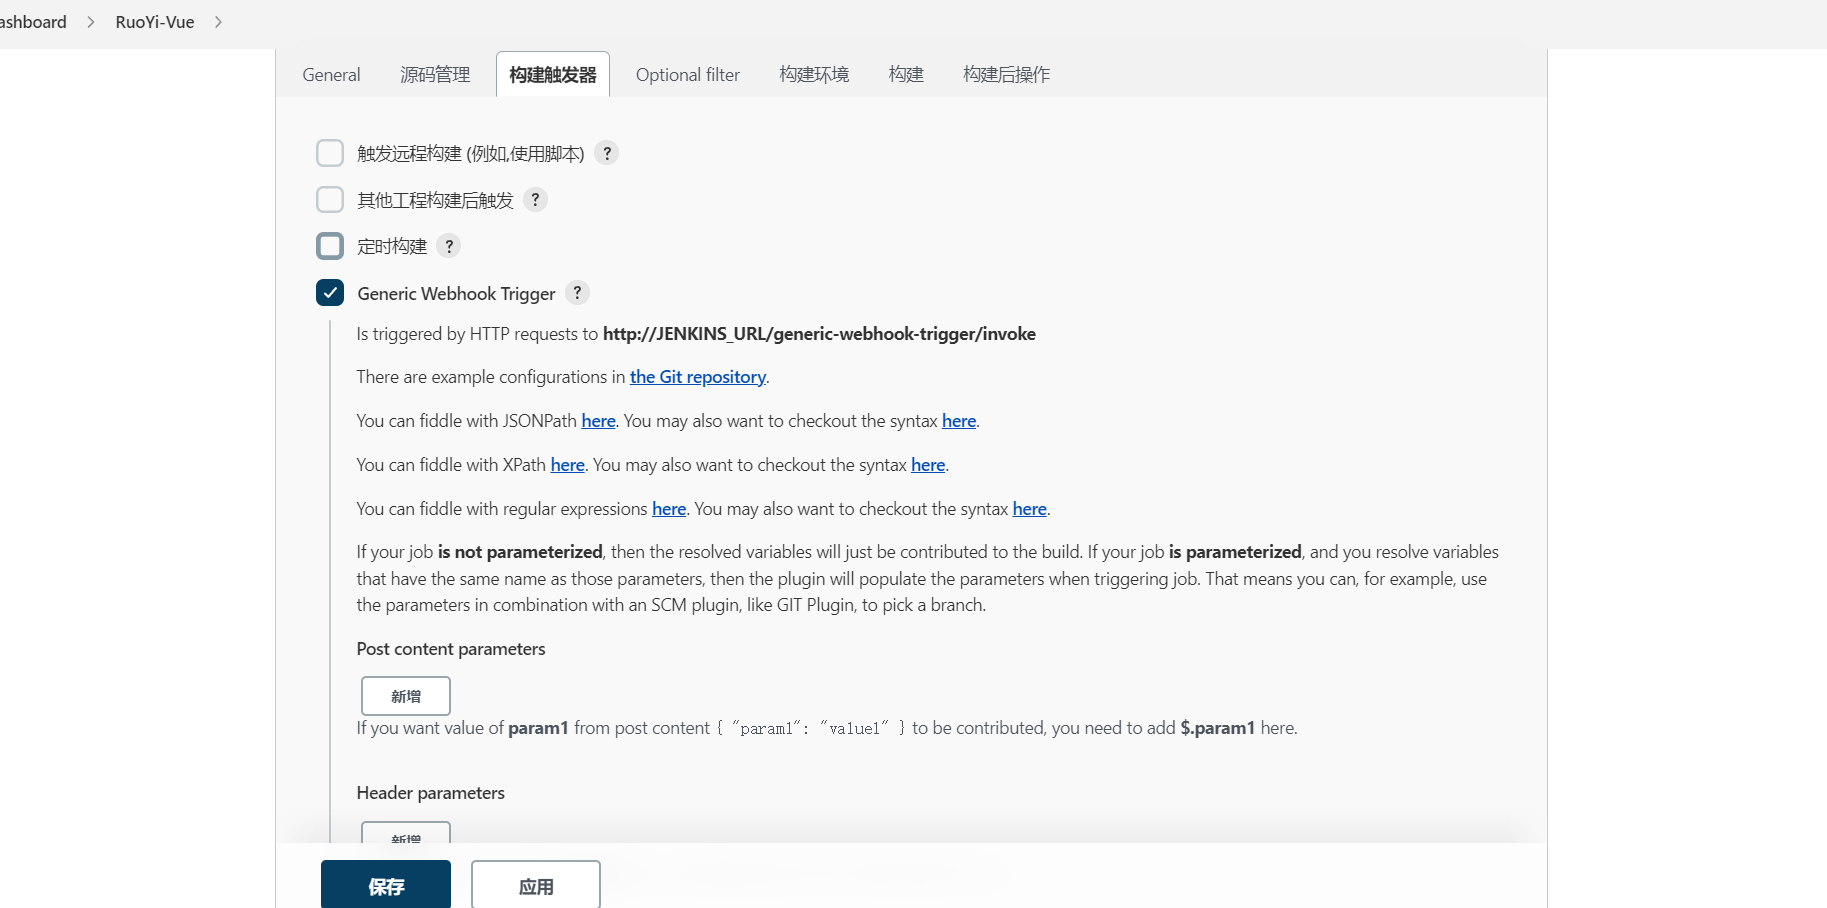 ashboard > RuoYi-Vue >
General 源码管理 构建触发器 Optional filter 构建环境 构建 构建后操作
触发远程构建 (例如,使用脚本) ?
其他工程构建后触发 ?
定时构建 ?
Generic Webhook Trigger ?
Is triggered by HTTP requests to http://JENKINS_URL/generic-webhook-trigger/invoke
There are example configurations in the Git repository.
You can fiddle with JSONPath here. You may also want to checkout the syntax here.
You can fiddle with XPath here. You may also want to checkout the syntax here.
You can fiddle with regular expressions here. You may also want to checkout the syntax here.
If your job is not parameterized, then the resolved variables will just be contributed to the build. If your job is parameterized, and you resolve variables
that have the same name as those parameters, then the plugin will populate the parameters when triggering job. That means you can, for example, use
the parameters in combination with an SCM plugin, like GIT Plugin, to pick a branch.
Post content parameters
新增
If you want value of param1 from post content { "param1": "value1" } to be contributed, you need to add $.param1 here.
Header parameters
新增
保存 应用